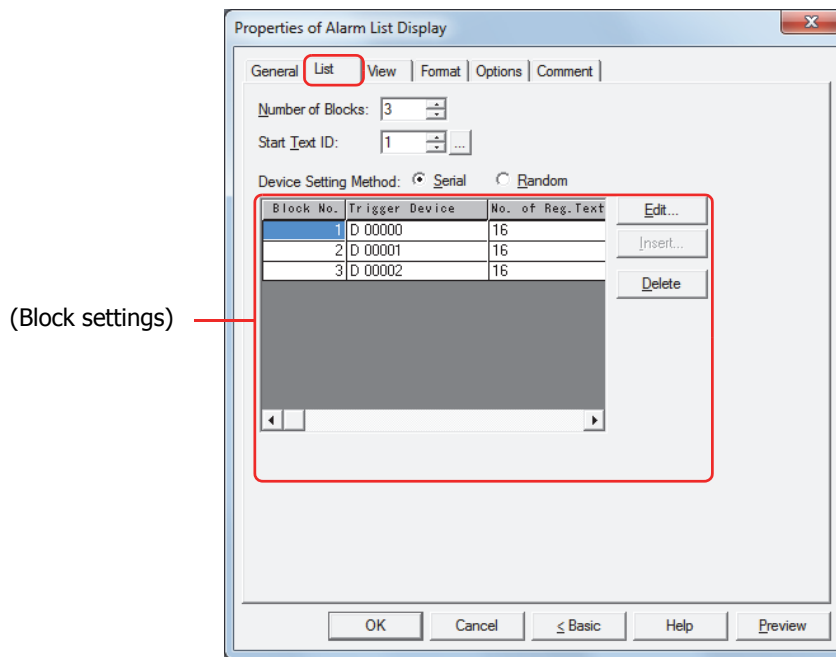 Properties of Alarm List Display
General List View Format Options Comment
Number of Blocks: 3
Start Text ID: 1 ...
Device Setting Method: Serial Random
Block No. Trigger Device No. of Reg.Text Edit...
1 D 00000 16
Insert...
2 D 00001 16
3 D 00002 16
Delete
(Block settings)
OK Cancel < Basic Help Preview